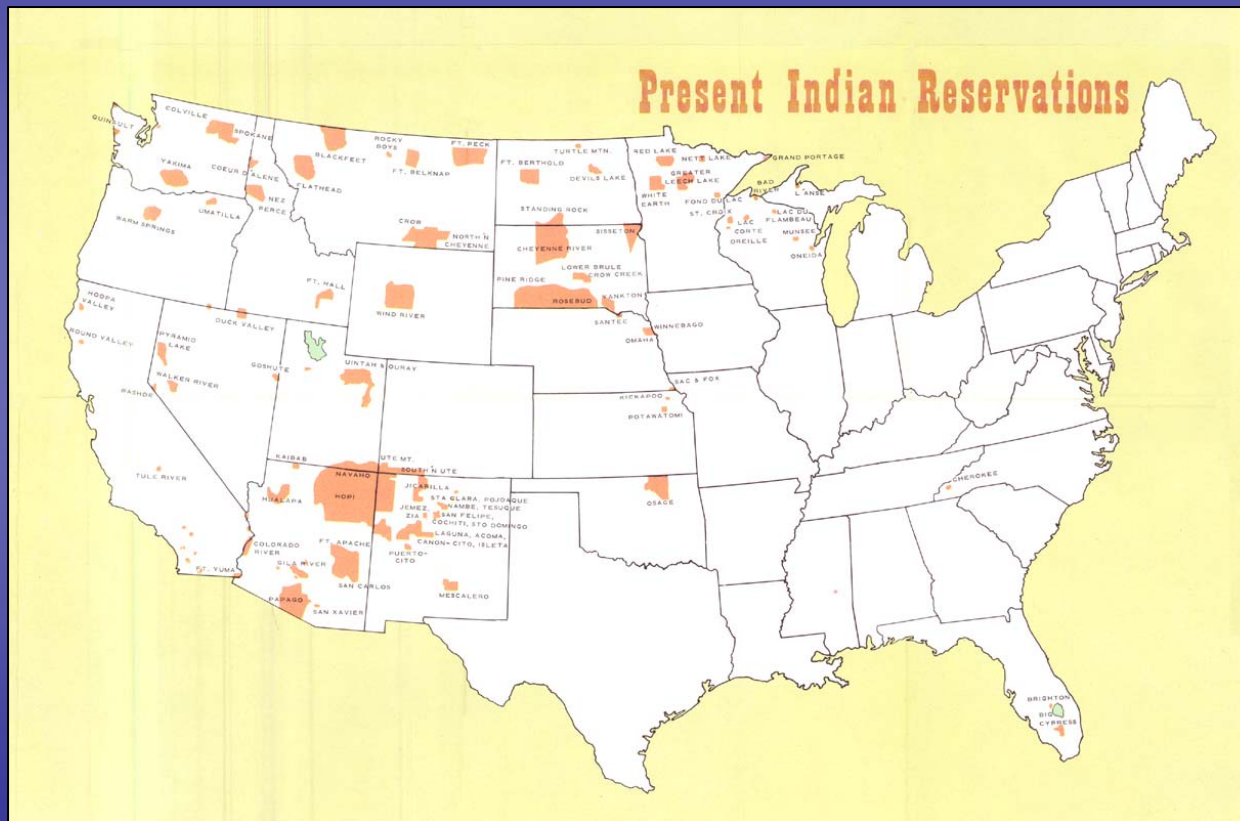 Present Indian Reservations
QUINAULT
COLVILLE
SPOKANE
YAKIMA
COEUR D'ALENE
NEZ
PERCE
UMATILLA
WARM SPRINGS
BLACKFEET
FLATHEAD
ROCKY
BOYS
FT. BELKNAP
FT. PECK
CROW
NORTH'N
CHEYENNE
FT. HALL
WIND RIVER
TURTLE MTN.
FT. BERTHOLD
DEVILS LAKE
STANDING ROCK
SISSETON
CHEYENNE RIVER
LOWER BRULE
CROW CREEK
PINE RIDGE
ROSEBUD
YANKTON
SANTEE
WINNEBAGO
OMAHA
RED LAKE
NETT LAKE
GRAND PORTAGE
GREATER
LEECH LAKE
WHITE
EARTH
FOND DU LAC
BAD
RIVER
L'ANSE
ST. CROIX
LAC
CORTE
OREILLE
LAC DU
FLAMBEAU
MUNSEE
ONEIDA
HOOPA
VALLEY
ROUND VALLEY
PYRAMID
LAKE
DUCK VALLEY
WALKER RIVER
WASHOE
GOSHUTE
UINTAH & OURAY
TULE RIVER
SAC & FOX
KICKAPOO
POTAWATOMI
OSAGE
KAIBAB
UTE MT.
SOUTH'N UTE
NAVAHO
HOPI
HUALAPA
JICARILLA
STA CLARA, POJOAQUE
NAMBE, TESUQUE
JEMEZ,
ZIA
SAN FELIPE,
COCHITI, STO DOMINGO
LAGUNA, ACOMA,
CANONCITO, ISLETA
PUERTO-
CITO
COLORADO
RIVER
FT. APACHE
GILA RIVER
FT. YUMA
SAN CARLOS
PAPAGO
SAN XAVIER
MESCALERO
CHEROKEE
BRIGHTON
BIG
CYPRESS